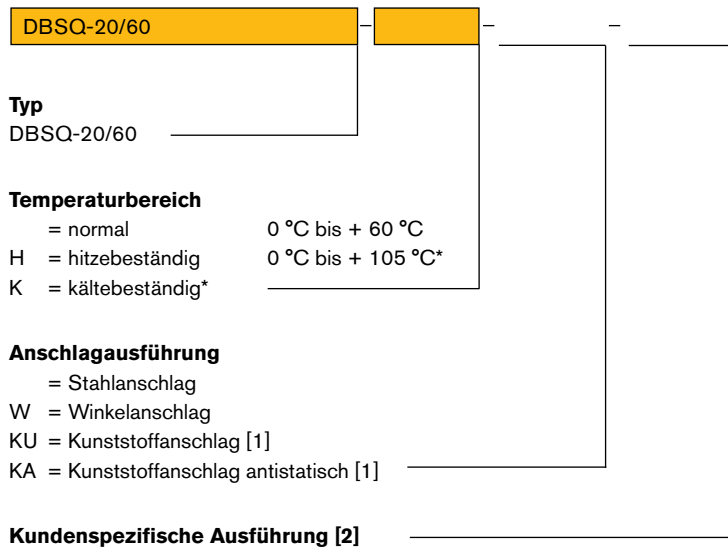 DBSQ-20/60 – – –
Typ
DBSQ-20/60
Temperaturbereich
= normal 0 °C bis + 60 °C
H = hitzebeständig 0 °C bis + 105 °C*
K = kältebeständig*
Anschlagausführung
= Stahlanschlag
W = Winkelanschlag
KU = Kunststoffanschlag [1]
KA = Kunststoffanschlag antistatisch [1]
Kundenspezifische Ausführung [2]